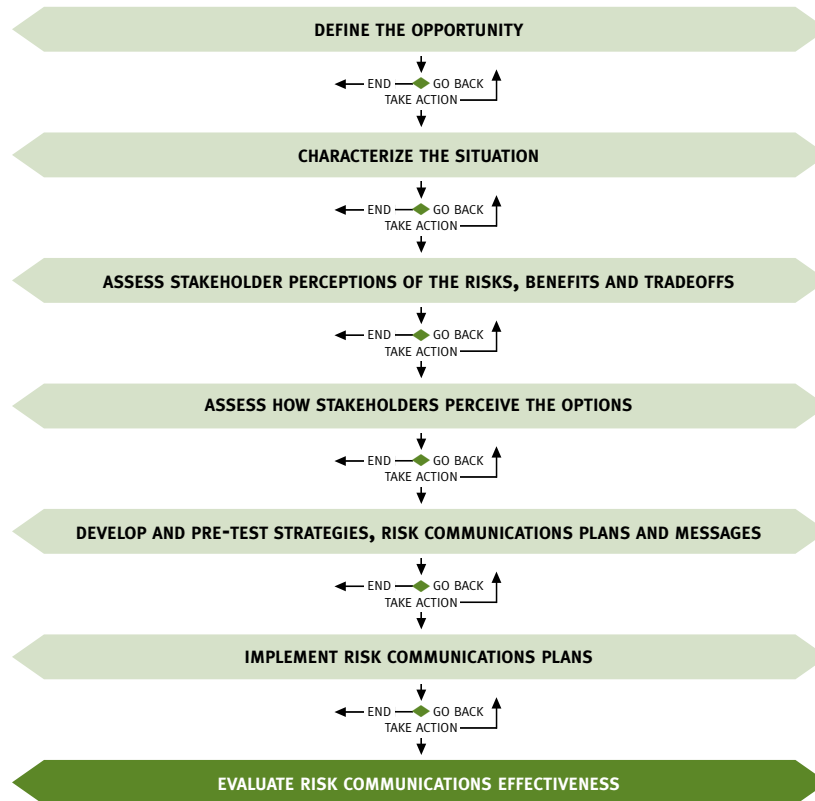 DEFINE THE OPPORTUNITY
END GO BACK
TAKE ACTION
CHARACTERIZE THE SITUATION
END GO BACK
TAKE ACTION
ASSESS STAKEHOLDER PERCEPTIONS OF THE RISKS, BENEFITS AND TRADEOFFS
END GO BACK
TAKE ACTION
ASSESS HOW STAKEHOLDERS PERCEIVE THE OPTIONS
END GO BACK
TAKE ACTION
DEVELOP AND PRE-TEST STRATEGIES, RISK COMMUNICATIONS PLANS AND MESSAGES
END GO BACK
TAKE ACTION
IMPLEMENT RISK COMMUNICATIONS PLANS
END GO BACK
TAKE ACTION
EVALUATE RISK COMMUNICATIONS EFFECTIVENESS